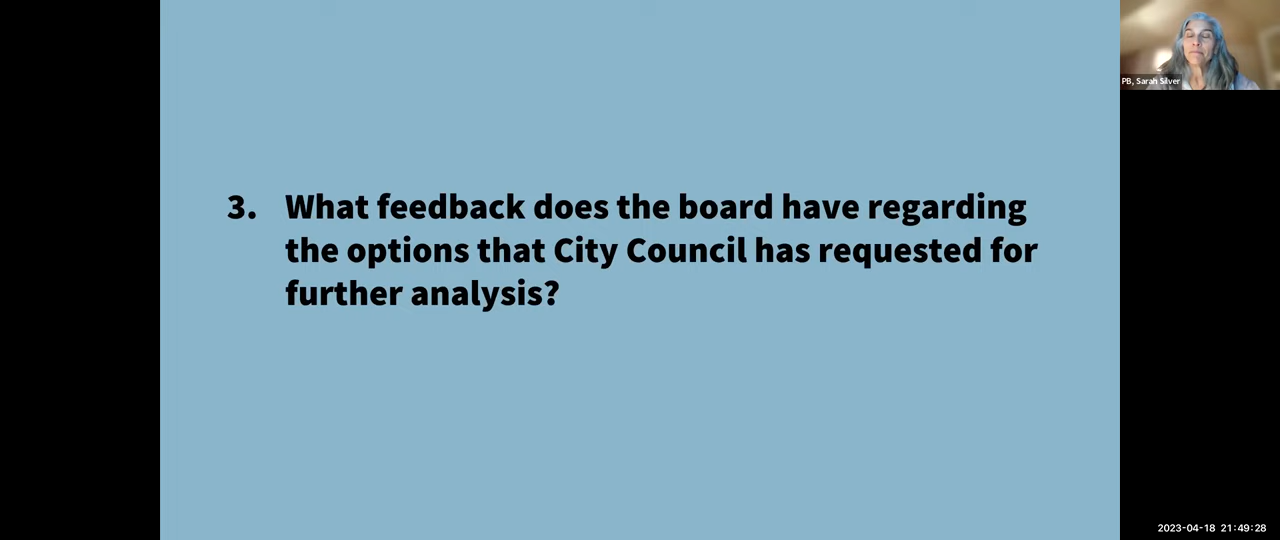 PB, Sarah Silver
3. What feedback does the board have regarding
the options that City Council has requested for
further analysis?
2023-04-18 21:49:28